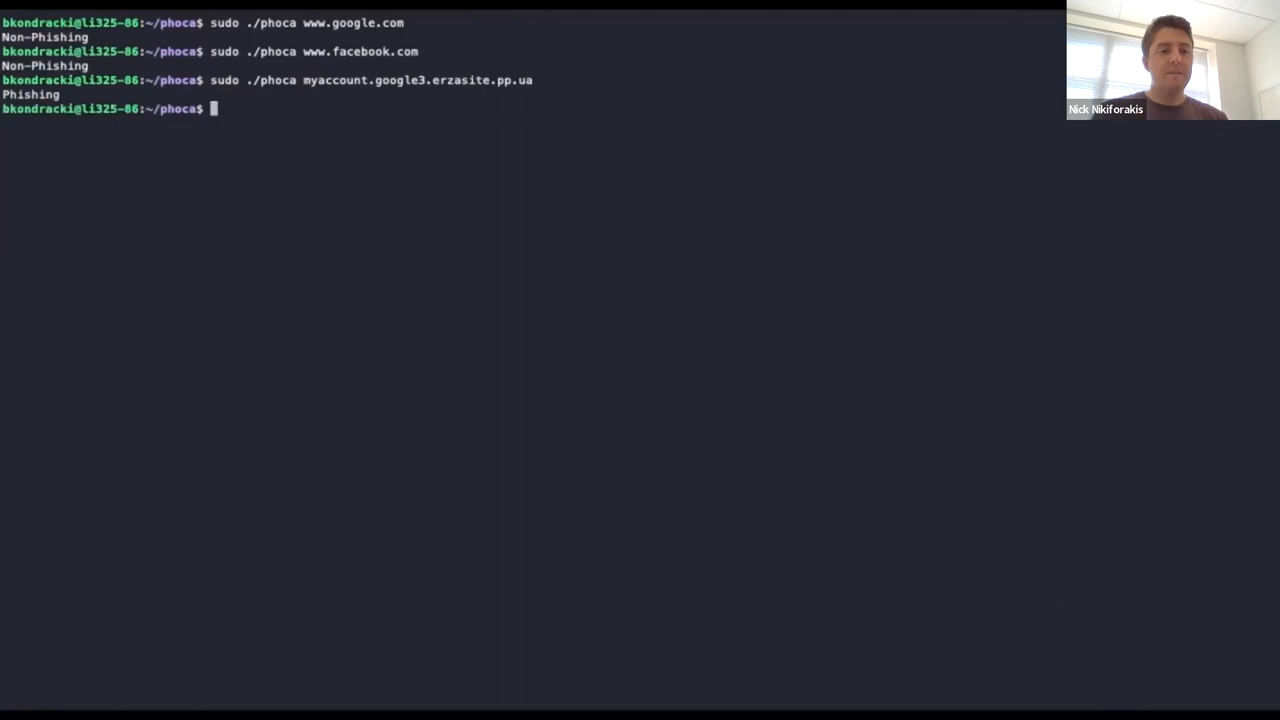 bkondracki@li325-86:~/phoca$ sudo ./phoca www.google.com
Non-Phishing
bkondracki@li325-86:~/phoca$ sudo ./phoca www.facebook.com
Non-Phishing
bkondracki@li325-86:~/phoca$ sudo ./phoca myaccount.google3.erzasite.pp.ua
Phishing
bkondracki@li325-86:~/phoca$
Nick Nikiforakis